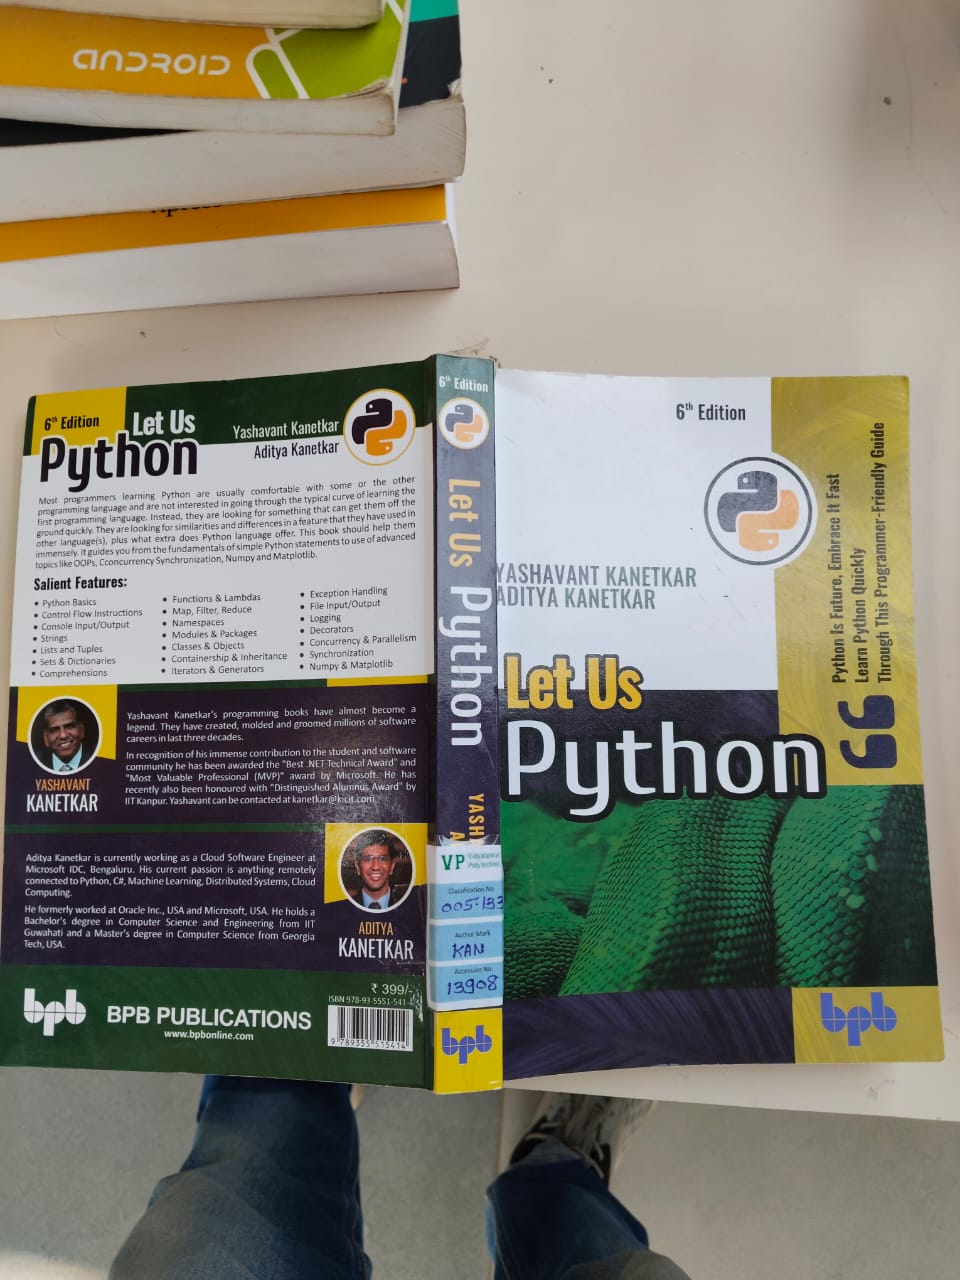 ANDROID
6th Edition
Let Us
Python
Yashavant Kanetkar
Aditya Kanetkar
Most programmers learning Python are usually comfortable with some or the other
programming language and are not interested in going through the typical curve of learning the
first programming language. Instead, they are looking for something that can get them off the
ground quickly. They are looking for similarities and differences in a feature that they have used in
other language(s), plus what extra does Python language offer. This book should help them
immensely. It guides you from the fundamentals of simple Python statements to use of advanced
topics like OOPs, Cconcurrency Synchronization, Numpy and Matplotlib.
Salient Features:
• Python Basics
• Control Flow Instructions
• Console Input/Output
• Strings
• Lists and Tuples
• Sets & Dictionaries
• Comprehensions
• Functions & Lambdas
• Map, Filter, Reduce
• Namespaces
• Modules & Packages
• Classes & Objects
• Containership & Inheritance
• Iterators & Generators
• Exception Handling
• File Input/Output
• Logging
• Decorators
• Concurrency & Parallelism
• Synchronization
• Numpy & Matplotlib
YASHAVANT
KANETKAR
Yashavant Kanetkar's programming books have almost become a
legend. They have created, molded and groomed millions of software
careers in last three decades.
In recognition of his immense contribution to the student and software
community he has been awarded the "Best .NET Technical Award" and
"Most Valuable Professional (MVP)" award by Microsoft. He has
recently also been honoured with "Distinguished Alumnus Award" by
IIT Kanpur. Yashavant can be contacted at kanetkar@kicit.com.
Aditya Kanetkar is currently working as a Cloud Software Engineer at
Microsoft IDC, Bengaluru. His current passion is anything remotely
connected to Python, C#, Machine Learning, Distributed Systems, Cloud
Computing.
He formerly worked at Oracle Inc., USA and Microsoft, USA. He holds a
Bachelor's degree in Computer Science and Engineering from IIT
Guwahati and a Master's degree in Computer Science from Georgia
Tech, USA.
ADITYA
KANETKAR
bpb
BPB PUBLICATIONS
www.bpbonline.com
₹ 399/-
ISBN 978-93-5551-541-
9 789355 515414
6th Edition
Let Us Python
YASH
VP
Vidyalankar
Polytechnic
Classification No.
005.133
Author Mark
KAN
Accession No.
13908
bpb
6th Edition
YASHAVANT KANETKAR
ADITYA KANETKAR
Let Us
Python
Python Is Future, Embrace It Fast
Learn Python Quickly
Through This Programmer-Friendly Guide
bpb